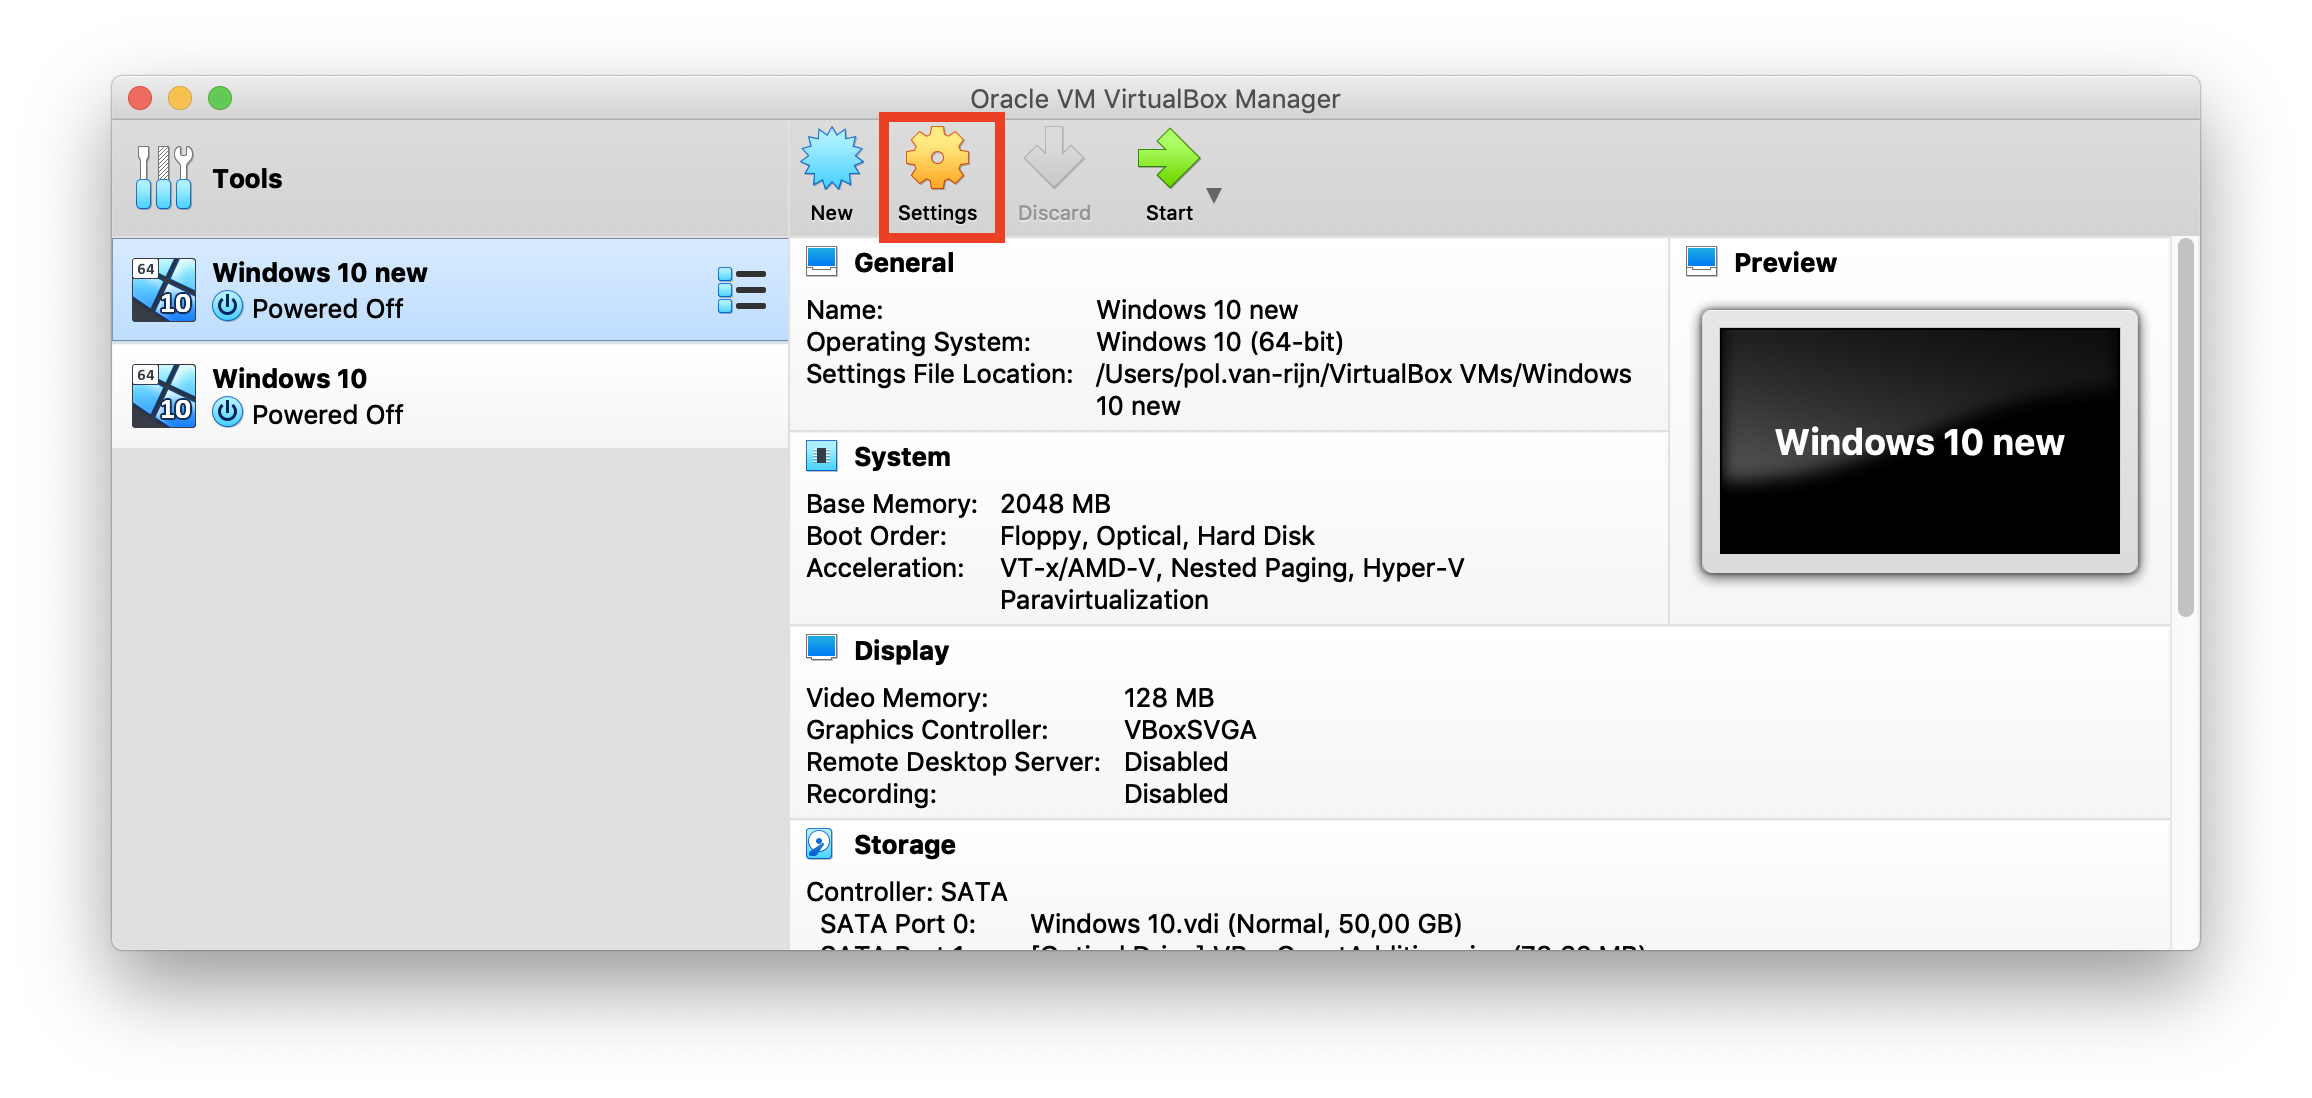 Oracle VM VirtualBox Manager
Tools
New
Settings
Discard
Start
64
10
Windows 10 new
Powered Off
64
10
Windows 10
Powered Off
General
Name: Windows 10 new
Operating System: Windows 10 (64-bit)
Settings File Location: /Users/pol.van-rijn/VirtualBox VMs/Windows
10 new
Preview
Windows 10 new
System
Base Memory: 2048 MB
Boot Order: Floppy, Optical, Hard Disk
Acceleration: VT-x/AMD-V, Nested Paging, Hyper-V
Paravirtualization
Display
Video Memory: 128 MB
Graphics Controller: VBoxSVGA
Remote Desktop Server: Disabled
Recording: Disabled
Storage
Controller: SATA
SATA Port 0: Windows 10.vdi (Normal, 50,00 GB)